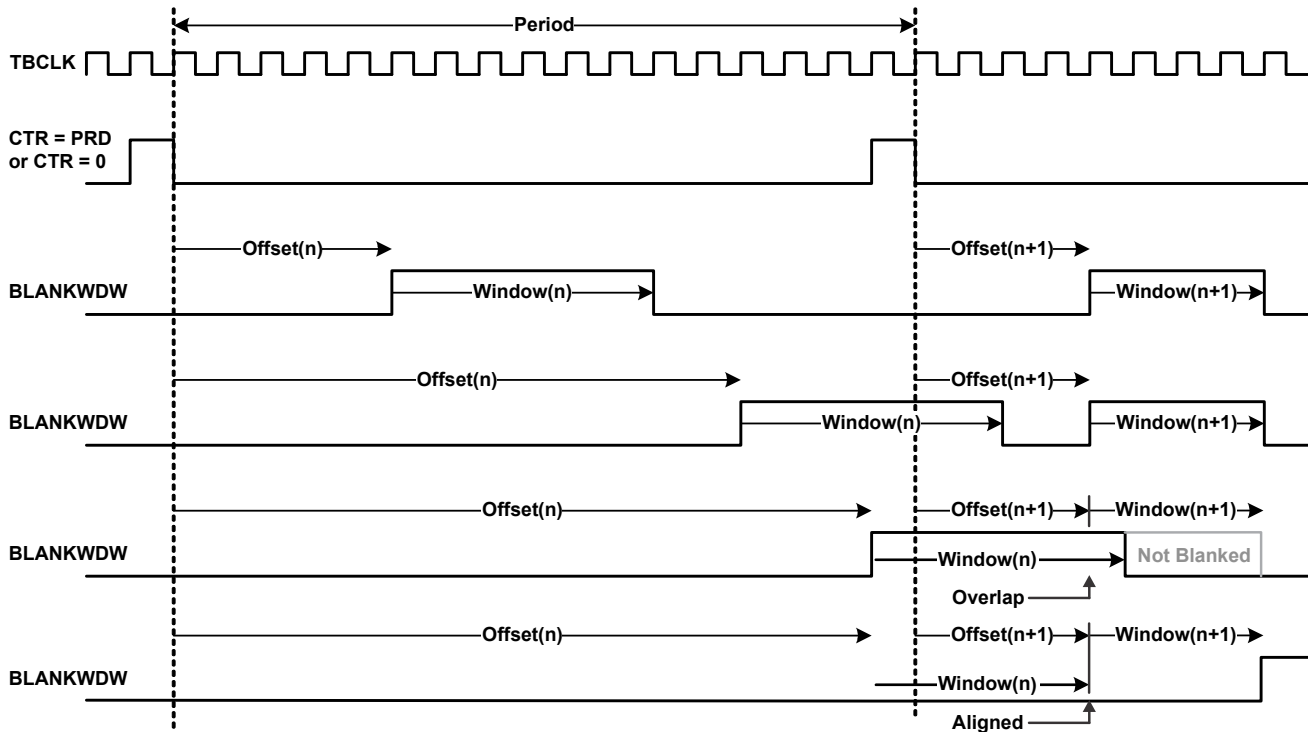 Period
TBCLK
CTR = PRD
or CTR = 0
Offset(n)
Offset(n+1)
BLANKWDW
Window(n)
Window(n+1)
Offset(n)
Offset(n+1)
BLANKWDW
Window(n)
Window(n+1)
Offset(n)
Offset(n+1)
Window(n+1)
BLANKWDW
Window(n)
Not Blanked
Overlap
Offset(n)
Offset(n+1)
Window(n+1)
BLANKWDW
Window(n)
Aligned